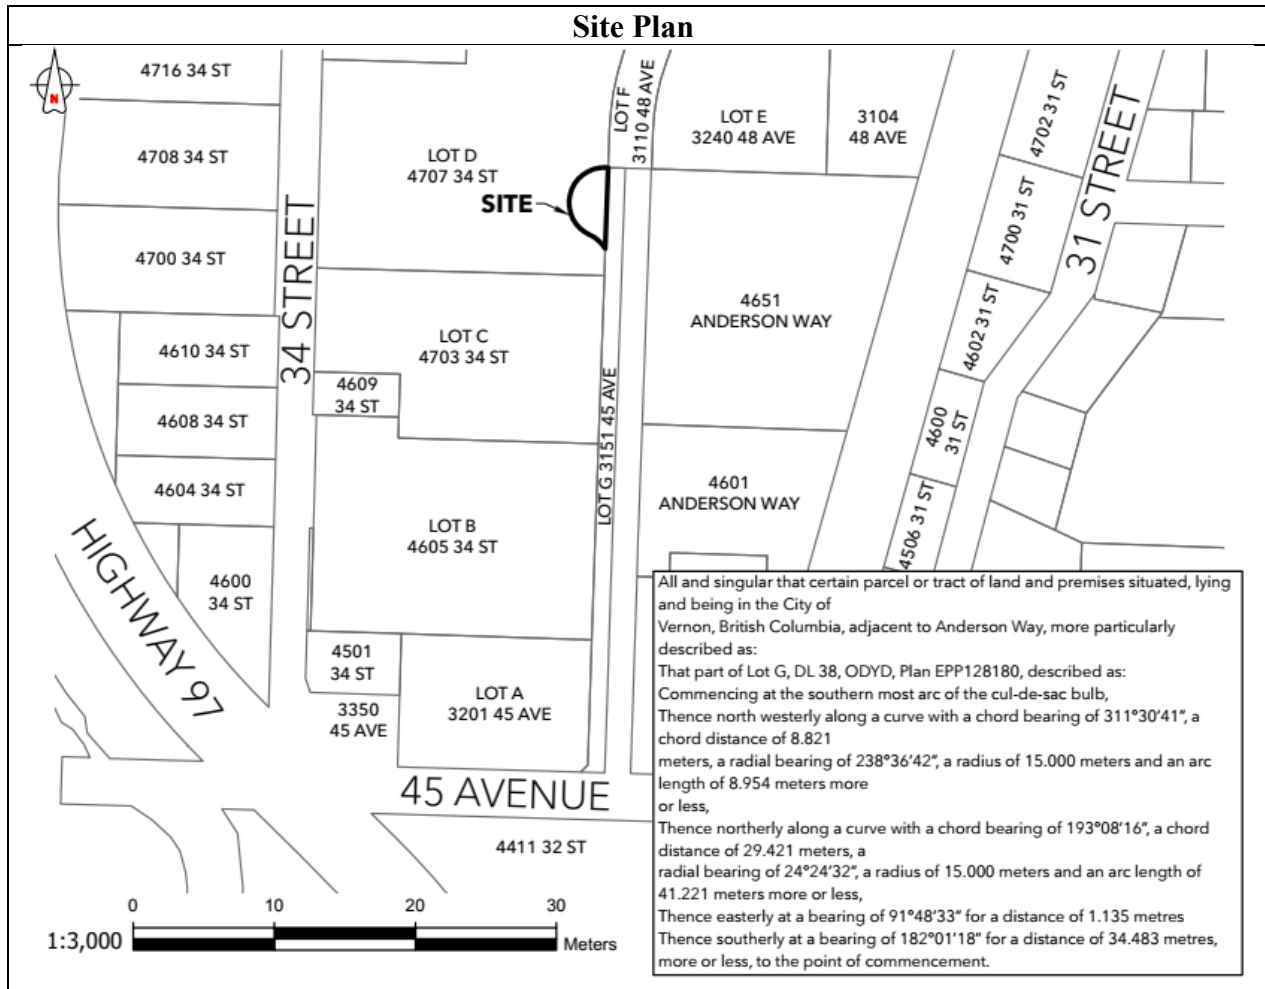 Site Plan
N
4716 34 ST
4708 34 ST
4700 34 ST
4610 34 ST
4608 34 ST
4604 34 ST
4600
34 ST
HIGHWAY 97
34 STREET
LOT D
4707 34 ST
SITE
LOT C
4703 34 ST
4609
34 ST
LOT B
4605 34 ST
4501
34 ST
3350
45 AVE
LOT A
3201 45 AVE
45 AVENUE
4411 32 ST
LOT F
3110 48 AVE
LOT G 3151 45 AVE
LOT E
3240 48 AVE
3104
48 AVE
4651
ANDERSON WAY
4601
ANDERSON WAY
4702 31 ST
4700 31 ST
4602 31 ST
4600
31 ST
4506 31 ST
31 STREET
All and singular that certain parcel or tract of land and premises situated, lying
and being in the City of
Vernon, British Columbia, adjacent to Anderson Way, more particularly
described as:
That part of Lot G, DL 38, ODYD, Plan EPP128180, described as:
Commencing at the southern most arc of the cul-de-sac bulb,
Thence north westerly along a curve with a chord bearing of 311°30'41", a
chord distance of 8.821
meters, a radial bearing of 238°36'42", a radius of 15.000 meters and an arc
length of 8.954 meters more
or less,
Thence northerly along a curve with a chord bearing of 193°08'16", a chord
distance of 29.421 meters, a
radial bearing of 24°24'32", a radius of 15.000 meters and an arc length of
41.221 meters more or less,
Thence easterly at a bearing of 91°48'33" for a distance of 1.135 metres
Thence southerly at a bearing of 182°01'18" for a distance of 34.483 metres,
more or less, to the point of commencement.
0 10 20 30
1:3,000 Meters